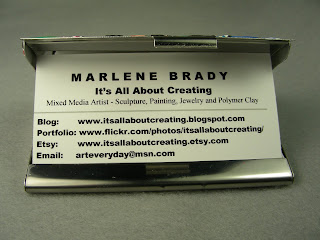 MARLENE BRADY
It's All About Creating
Mixed Media Artist - Sculpture, Painting, Jewelry and Polymer Clay
Blog: www.itsallaboutcreating.blogspot.com
Portfolio: www.flickr.com/photos/itsallaboutcreating/
Etsy: www.itsallaboutcreating.etsy.com
Email: arteveryday@msn.com